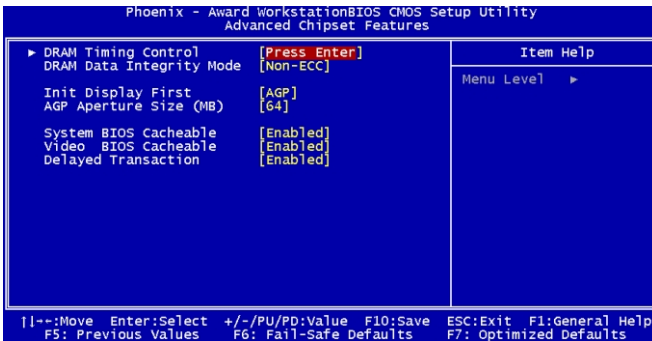 Phoenix - Award WorkstationBIOS CMOS Setup Utility
Advanced Chipset Features
► DRAM Timing Control [Press Enter]
DRAM Data Integrity Mode [Non-ECC]
Init Display First [AGP]
AGP Aperture Size (MB) [64]
System BIOS Cacheable [Enabled]
Video BIOS Cacheable [Enabled]
Delayed Transaction [Enabled]
Item Help
Menu Level ►
↑↓→←:Move Enter:Select +/-/PU/PD:Value F10:Save ESC:Exit F1:General Help
F5: Previous Values F6: Fail-Safe Defaults F7: Optimized Defaults